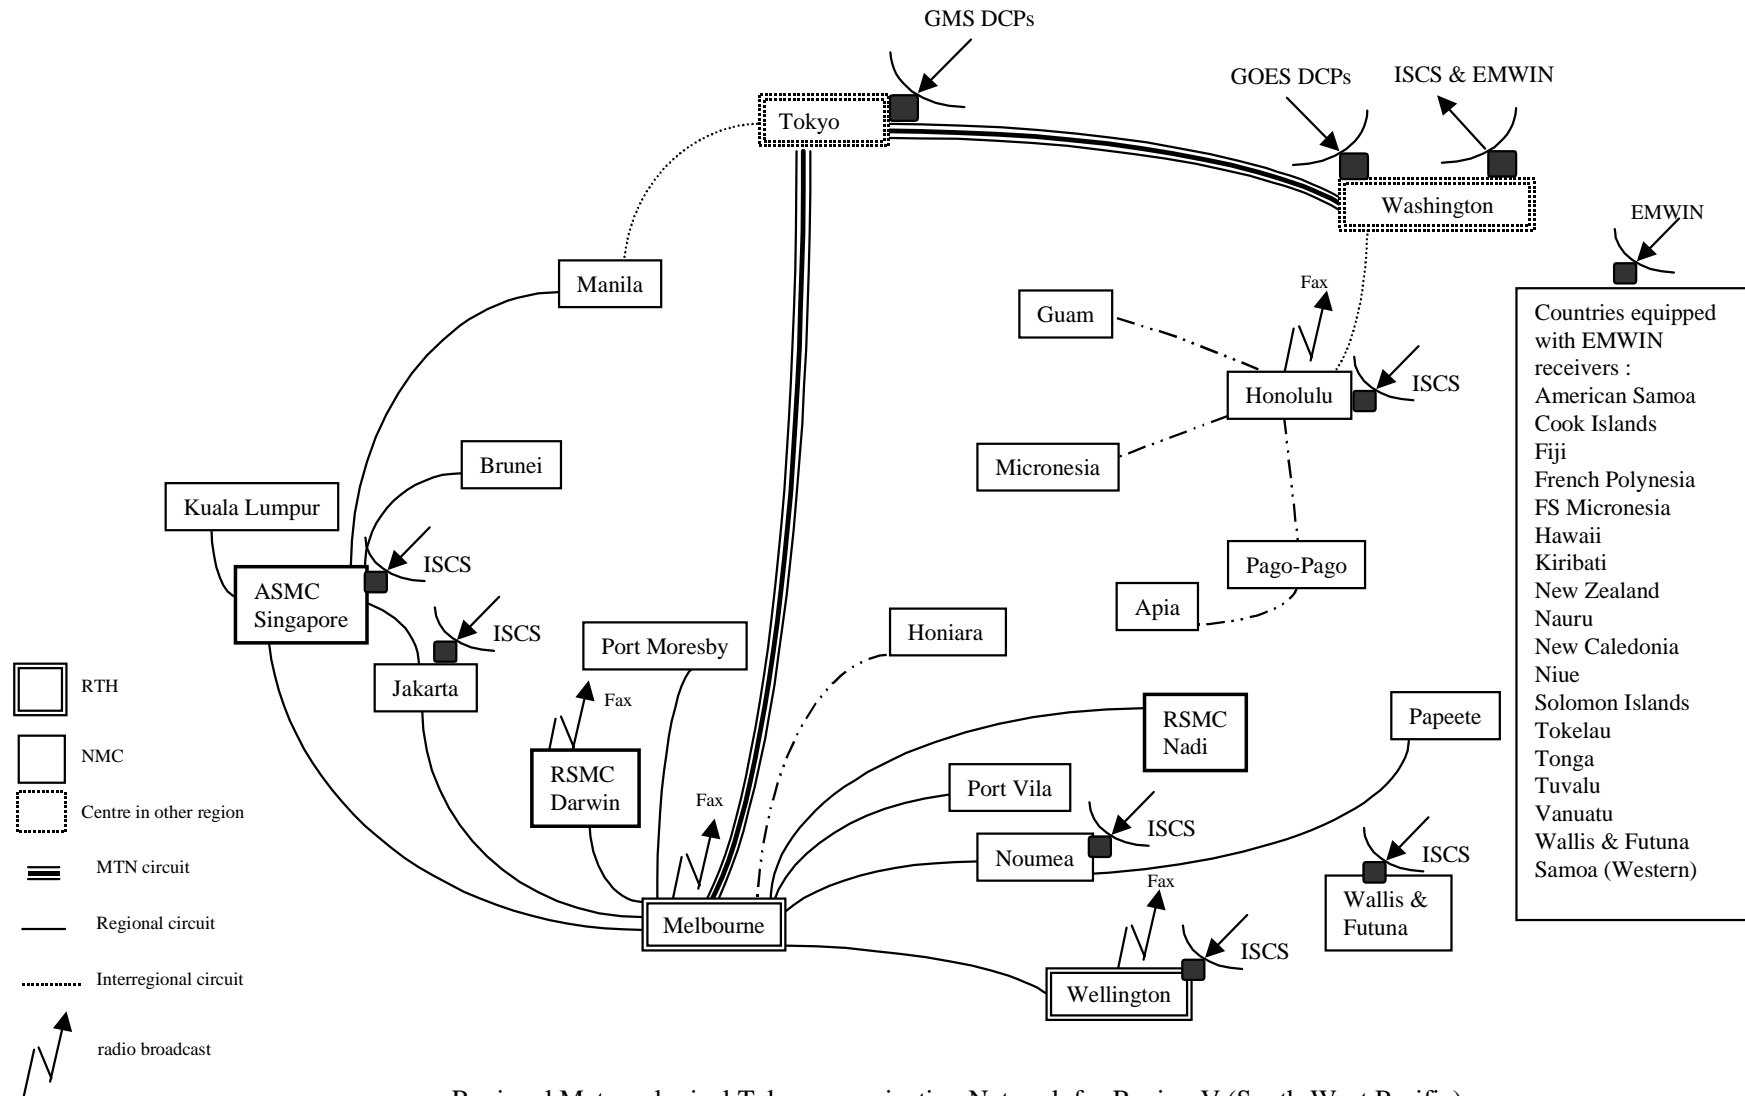 GMS DCPs
GOES DCPs
ISCS & EMWIN
Tokyo
Washington
EMWIN
Manila
Guam
Fax
Honolulu
ISCS
Countries equipped
with EMWIN
receivers :
American Samoa
Cook Islands
Fiji
French Polynesia
FS Micronesia
Hawaii
Kiribati
New Zealand
Nauru
New Caledonia
Niue
Solomon Islands
Tokelau
Tonga
Tuvalu
Vanuatu
Wallis & Futuna
Samoa (Western)
Brunei
Micronesia
Kuala Lumpur
ISCS
ASMC
Singapore
Pago-Pago
Apia
ISCS
Jakarta
Port Moresby
Honiara
Fax
RSMC
Darwin
RSMC
Nadi
Papeete
Port Vila
Fax
ISCS
Noumea
ISCS
Wallis &
Futuna
Melbourne
Fax
ISCS
Wellington
RTH
NMC
Centre in other region
MTN circuit
Regional circuit
Interregional circuit
radio broadcast